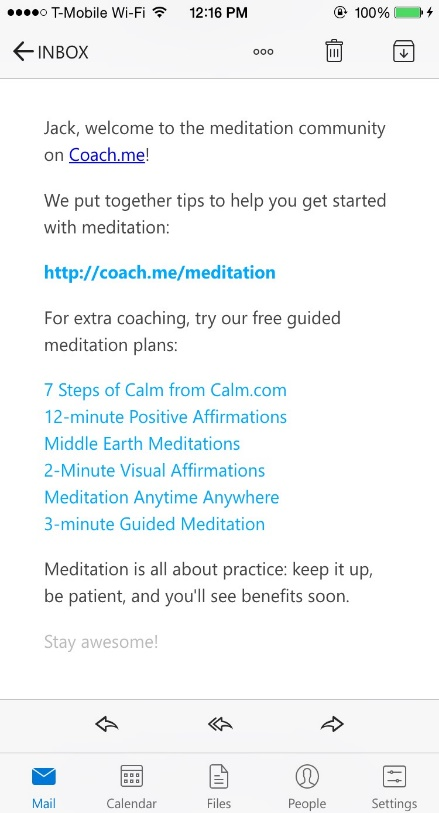 T-Mobile Wi-Fi 12:16 PM 100%
INBOX
Jack, welcome to the meditation community
on Coach.me!
We put together tips to help you get started
with meditation:
http://coach.me/meditation
For extra coaching, try our free guided
meditation plans:
7 Steps of Calm from Calm.com
12-minute Positive Affirmations
Middle Earth Meditations
2-Minute Visual Affirmations
Meditation Anytime Anywhere
3-minute Guided Meditation
Meditation is all about practice: keep it up,
be patient, and you'll see benefits soon.
Stay awesome!
Mail Calendar Files People Settings